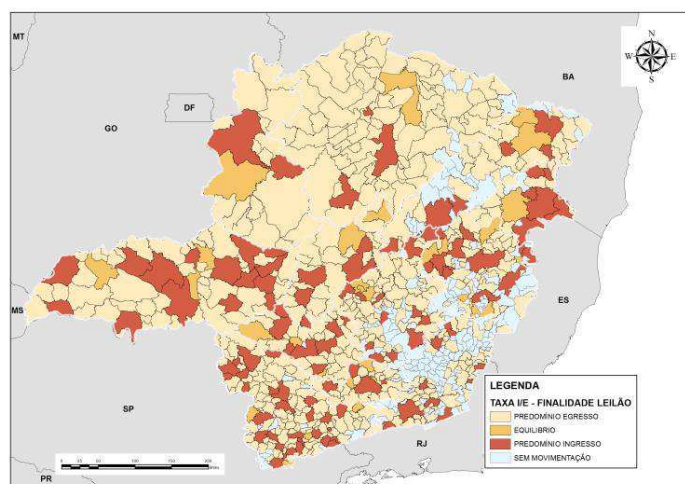 MT
N
W E
S
BA
DF
GO
MS
ES
LEGENDA
TAXA I/E - FINALIDADE LEILÃO
PREDOMÍNIO EGRESSO
EQUILIBRIO
PREDOMÍNIO INGRESSO
SEM MOVIMENTAÇÃO
SP
RJ
PR